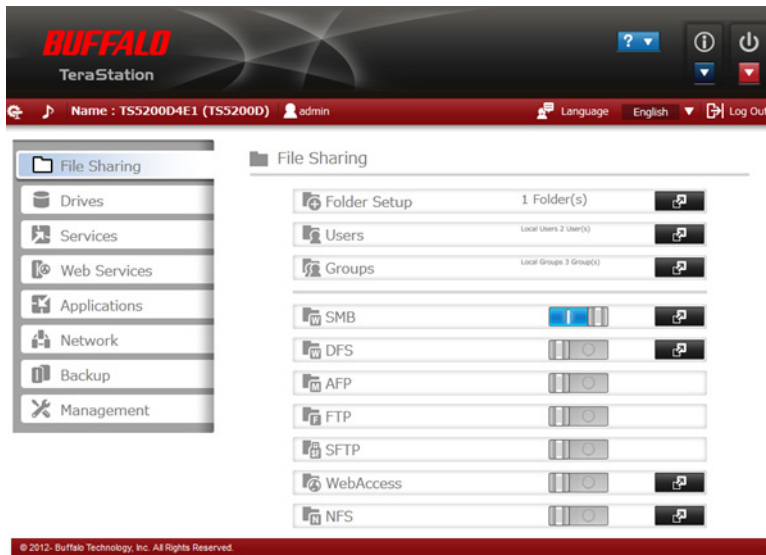 BUFFALO
TeraStation
?
Name : TS5200D4E1 (TS5200D) admin Language English Log Out
File Sharing
Drives
Services
Web Services
Applications
Network
Backup
Management
File Sharing
Folder Setup 1 Folder(s)
Users Local Users 2 User(s)
Groups Local Groups 3 Group(s)
SMB
DFS
AFP
FTP
SFTP
WebAccess
NFS
© 2012- Buffalo Technology, Inc. All Rights Reserved.